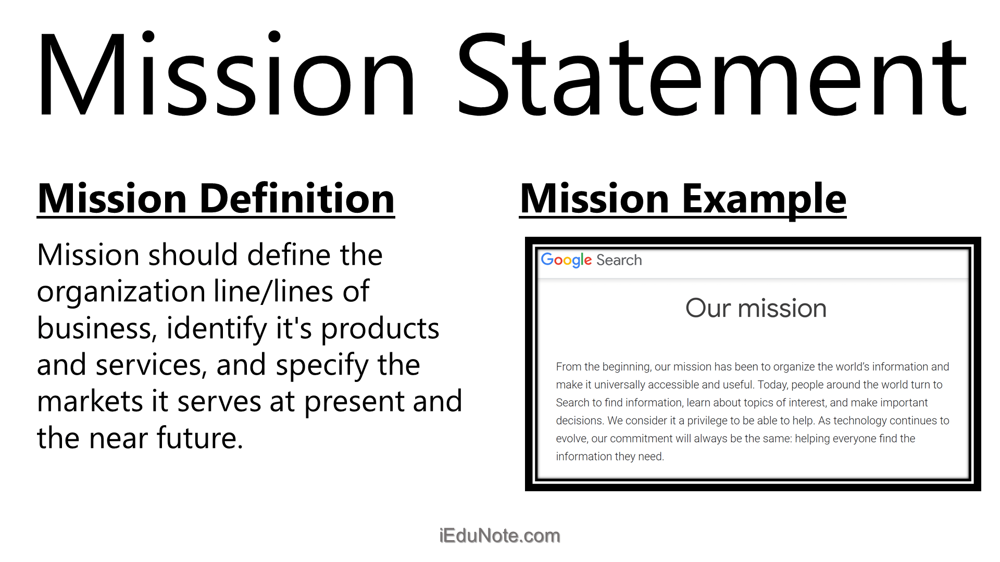 Mission Statement
Mission Definition
Mission should define the
organization line/lines of
business, identify it's products
and services, and specify the
markets it serves at present and
the near future.
Mission Example
Google Search
Our mission
From the beginning, our mission has been to organize the world’s information and
make it universally accessible and useful. Today, people around the world turn to
Search to find information, learn about topics of interest, and make important
decisions. We consider it a privilege to be able to help. As technology continues to
evolve, our commitment will always be the same: helping everyone find the
information they need.
iEduNote.com